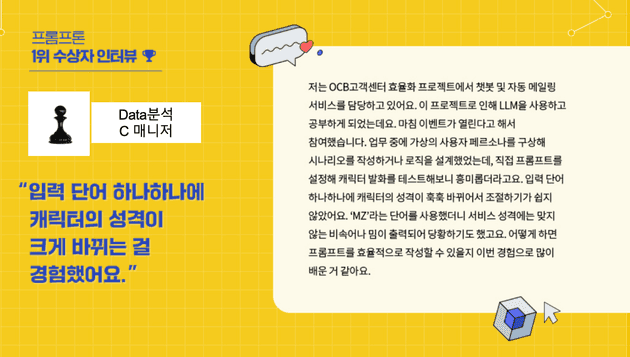 프롬프톤
1위 수상자 인터뷰
Data분석
C 매니저
“입력 단어 하나하나에
캐릭터의 성격이
크게 바뀌는 걸
경험했어요.”
저는 OCB고객센터 효율화 프로젝트에서 챗봇 및 자동 메일링
서비스를 담당하고 있어요. 이 프로젝트로 인해 LLM을 사용하고
공부하게 되었는데요. 마침 이벤트가 열린다고 해서
참여했습니다. 업무 중에 가상의 사용자 페르소나를 구상해
시나리오를 작성하거나 로직을 설계했었는데, 직접 프롬프트를
설정해 캐릭터 발화를 테스트해보니 흥미롭더라고요. 입력 단어
하나하나에 캐릭터의 성격이 훅훅 바뀌어서 조절하기가 쉽지
않았어요. ‘MZ’라는 단어를 사용했더니 서비스 성격에는 맞지
않는 비속어나 밈이 출력되어 당황하기도 했고요. 어떻게 하면
프롬프트를 효율적으로 작성할 수 있을지 이번 경험으로 많이
배운 거 같아요.